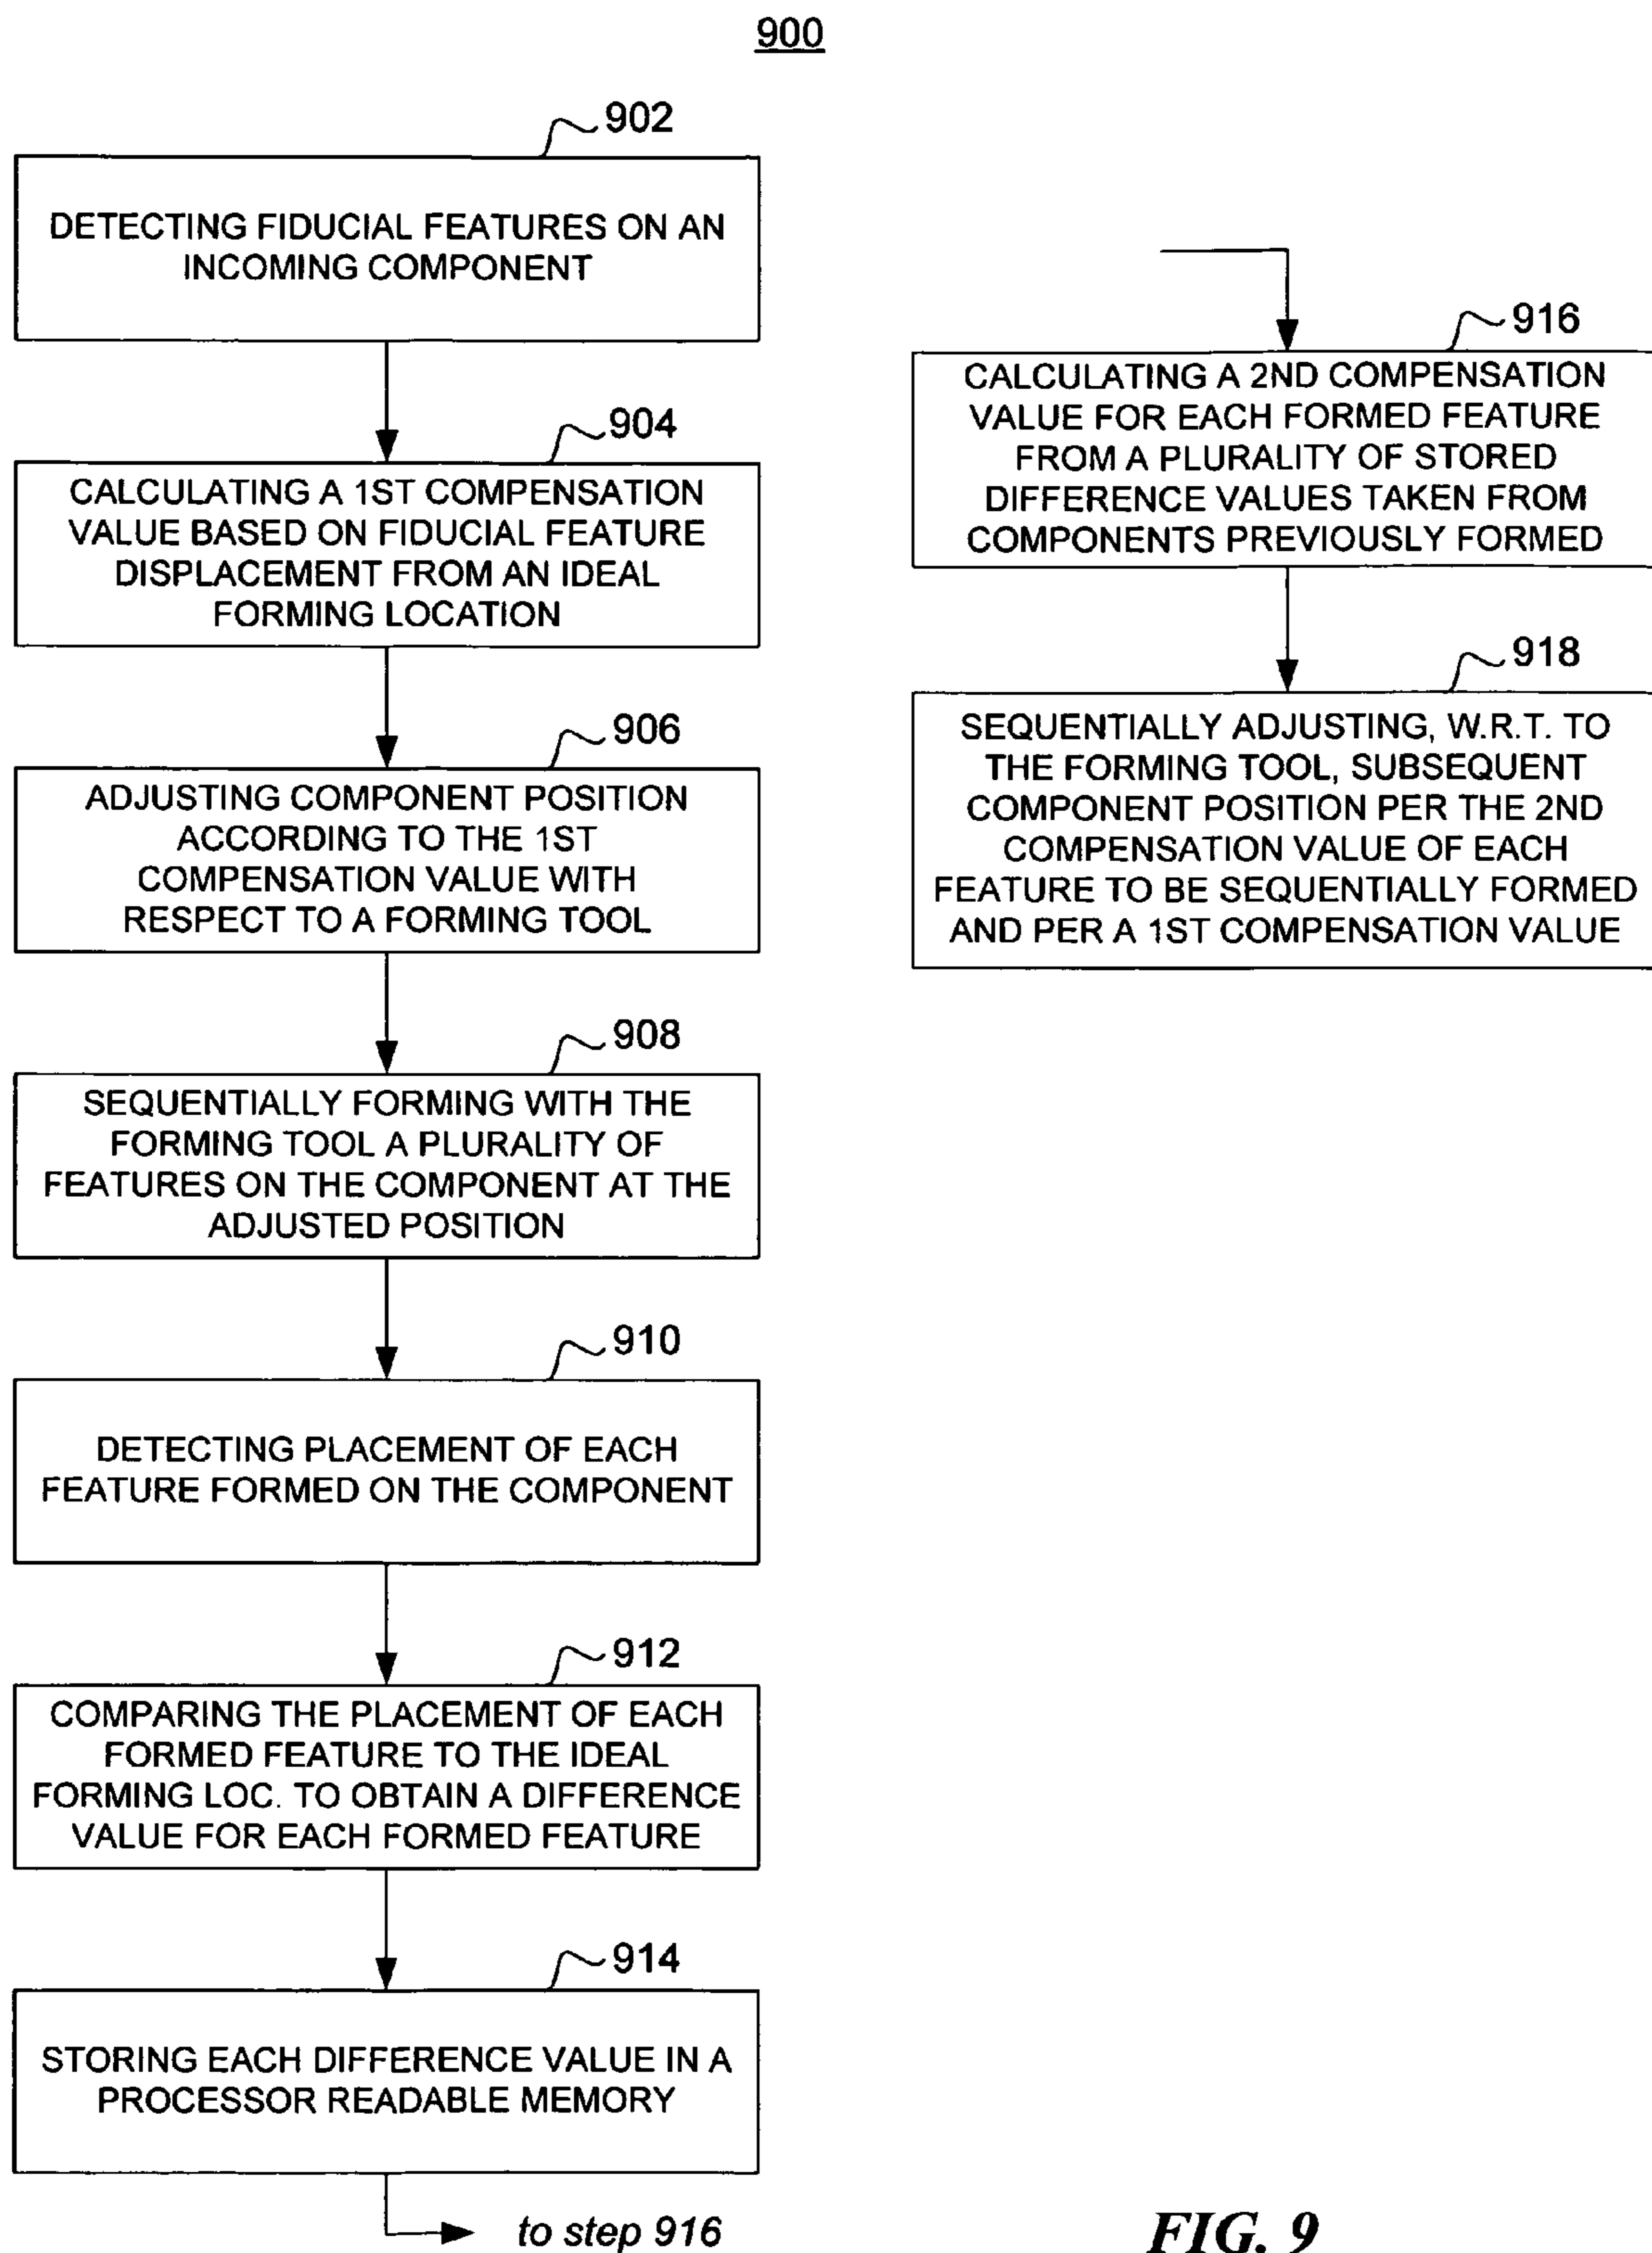 900
902
DETECTING FIDUCIAL FEATURES ON AN
INCOMING COMPONENT
904
CALCULATING A 1ST COMPENSATION
VALUE BASED ON FIDUCIAL FEATURE
DISPLACEMENT FROM AN IDEAL
FORMING LOCATION
906
ADJUSTING COMPONENT POSITION
ACCORDING TO THE 1ST
COMPENSATION VALUE WITH
RESPECT TO A FORMING TOOL
908
SEQUENTIALLY FORMING WITH THE
FORMING TOOL A PLURALITY OF
FEATURES ON THE COMPONENT AT THE
ADJUSTED POSITION
910
DETECTING PLACEMENT OF EACH
FEATURE FORMED ON THE COMPONENT
912
COMPARING THE PLACEMENT OF EACH
FORMED FEATURE TO THE IDEAL
FORMING LOC. TO OBTAIN A DIFFERENCE
VALUE FOR EACH FORMED FEATURE
914
STORING EACH DIFFERENCE VALUE IN A
PROCESSOR READABLE MEMORY
to step 916
916
CALCULATING A 2ND COMPENSATION
VALUE FOR EACH FORMED FEATURE
FROM A PLURALITY OF STORED
DIFFERENCE VALUES TAKEN FROM
COMPONENTS PREVIOUSLY FORMED
918
SEQUENTIALLY ADJUSTING, W.R.T. TO
THE FORMING TOOL, SUBSEQUENT
COMPONENT POSITION PER THE 2ND
COMPENSATION VALUE OF EACH
FEATURE TO BE SEQUENTIALLY FORMED
AND PER A 1ST COMPENSATION VALUE
FIG. 9